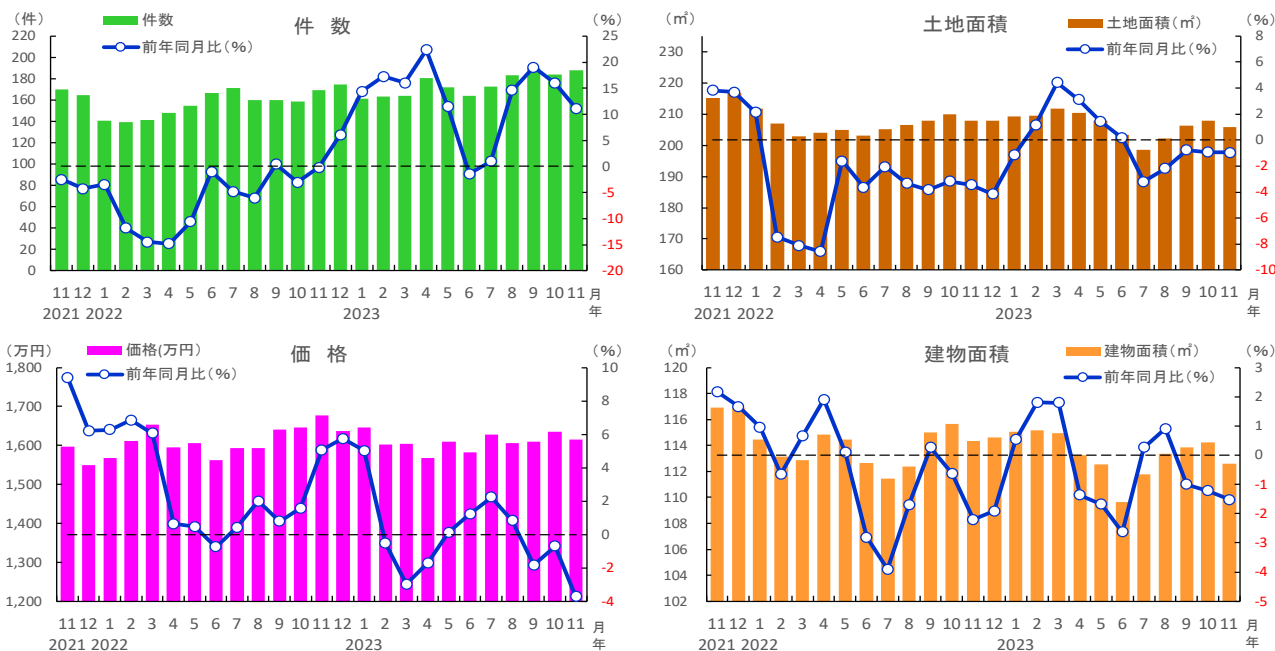 (件) 件数 件 数 (%)
前年同月比(%)
220 200 180 160 140 120 100 80 60 40 20 0
25 20 15 10 5 0 -5 -10 -15 -20
11 12 1 2 3 4 5 6 7 8 9 10 11 12 1 2 3 4 5 6 7 8 9 10 11 月
2021 2022 2023 年
(㎡) 土地面積 土地面積(㎡) (%)
前年同月比(%)
230 220 210 200 190 180 170 160
8 6 4 2 0 -2 -4 -6 -8 -10
11 12 1 2 3 4 5 6 7 8 9 10 11 12 1 2 3 4 5 6 7 8 9 10 11 月
2021 2022 2023 年
(万円) 価格(万円) 価 格 (%)
前年同月比(%)
1,800 1,700 1,600 1,500 1,400 1,300 1,200
10 8 6 4 2 0 -2 -4
11 12 1 2 3 4 5 6 7 8 9 10 11 12 1 2 3 4 5 6 7 8 9 10 11 月
2021 2022 2023 年
(㎡) 建物面積 建物面積(㎡) (%)
前年同月比(%)
120 118 116 114 112 110 108 106 104 102
3 2 1 0 -1 -2 -3 -4 -5
11 12 1 2 3 4 5 6 7 8 9 10 11 12 1 2 3 4 5 6 7 8 9 10 11 月
2021 2022 2023 年